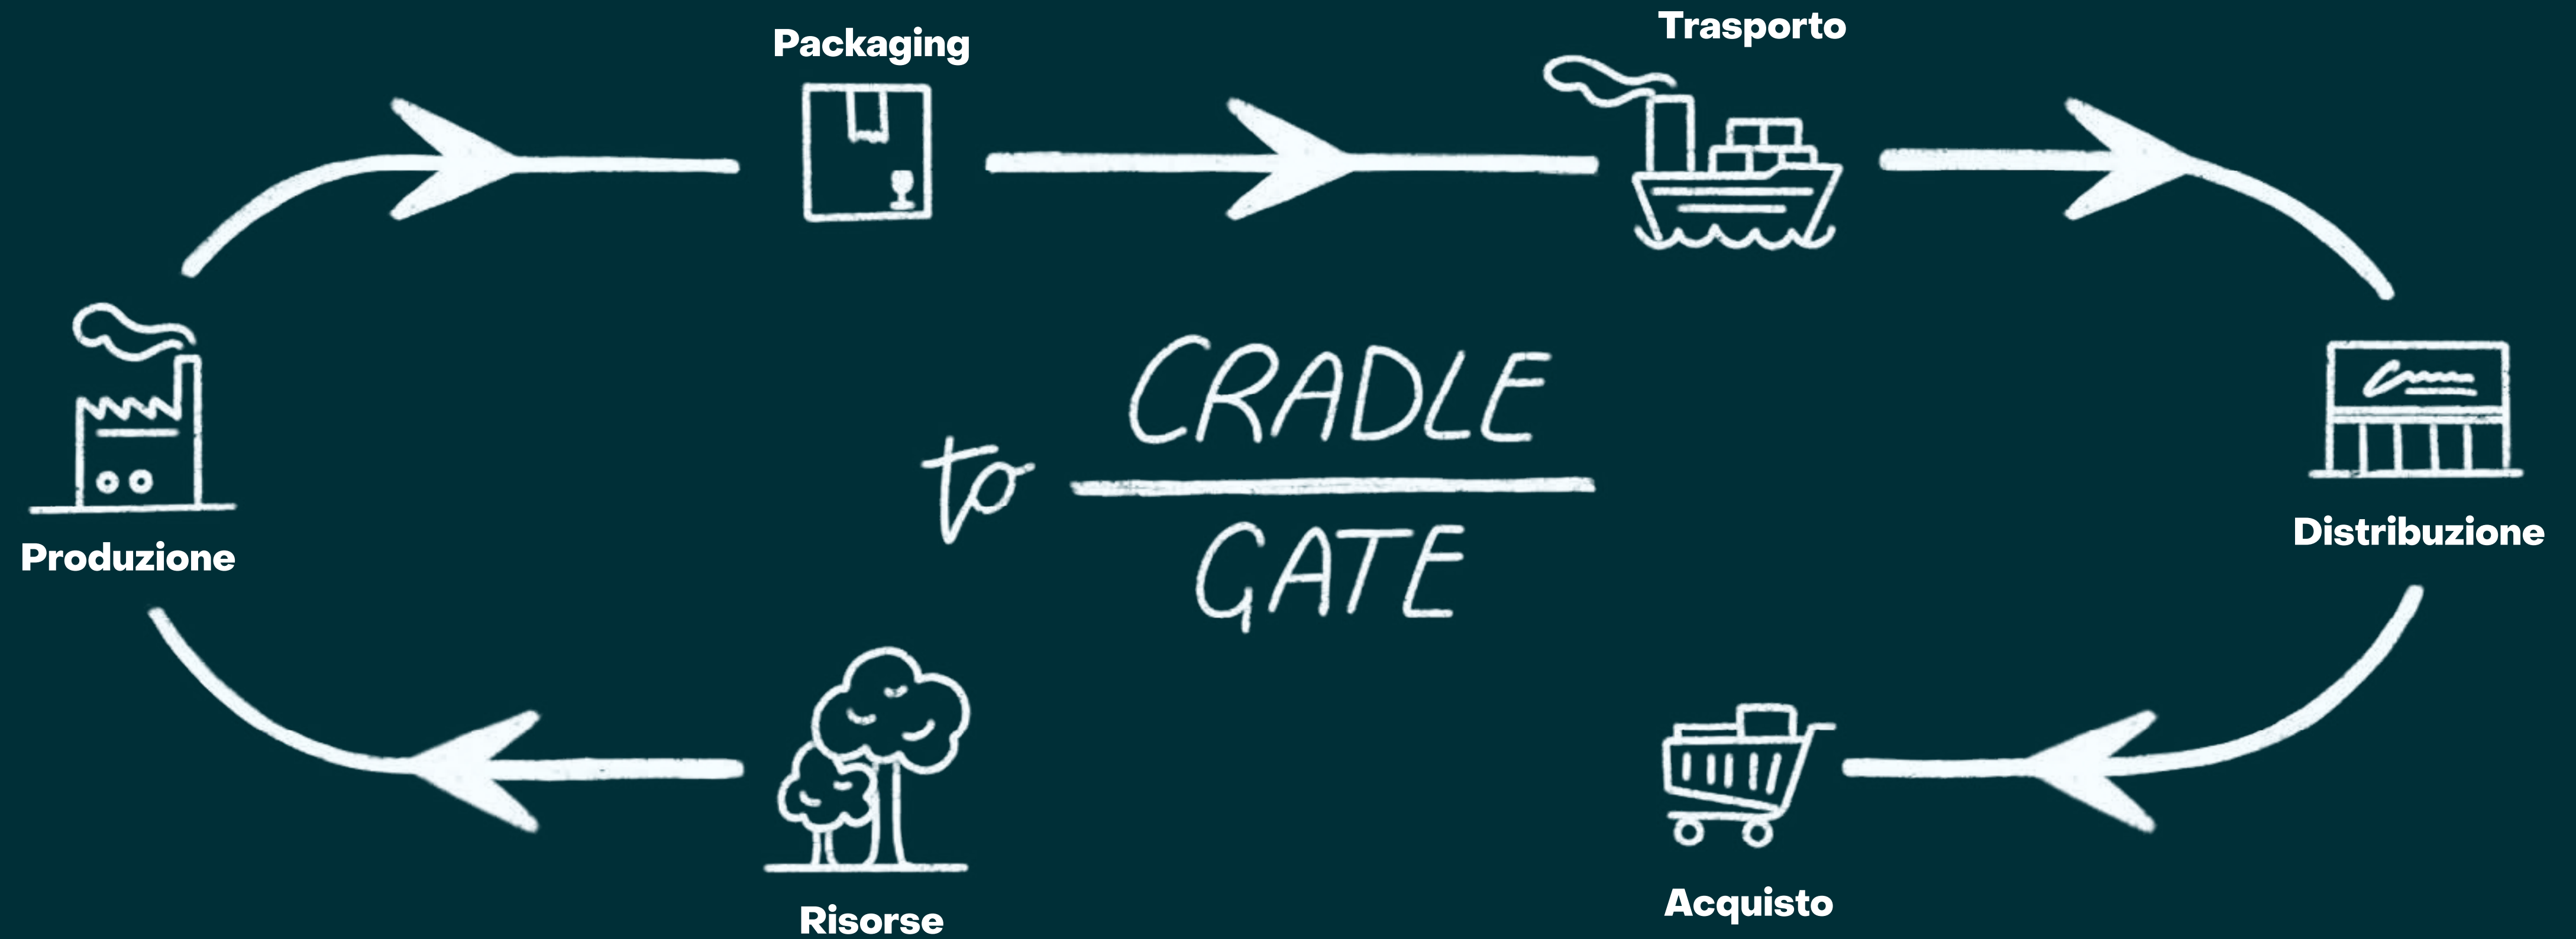 Packaging
Trasporto
Produzione
to
CRADLE
GATE
Distribuzione
Risorse
Acquisto